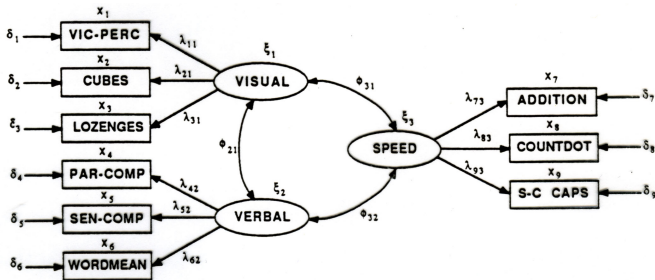 x1
δ1 VIC-PERC
λ11
ξ1
x2
δ2 CUBES
λ21
VISUAL
x3
ξ3 LOZENGES
λ31
x4
δ4 PAR-COMP
λ42
x5
δ5 SEN-COMP
λ52
ξ2
VERBAL
x6
δ6 WORDMEAN
λ62
ϕ21
ϕ31
ϕ32
ξ3
SPEED
x7
λ73
ADDITION δ7
x8
λ83
COUNTDOT δ8
x9
λ93
S-C CAPS δ9